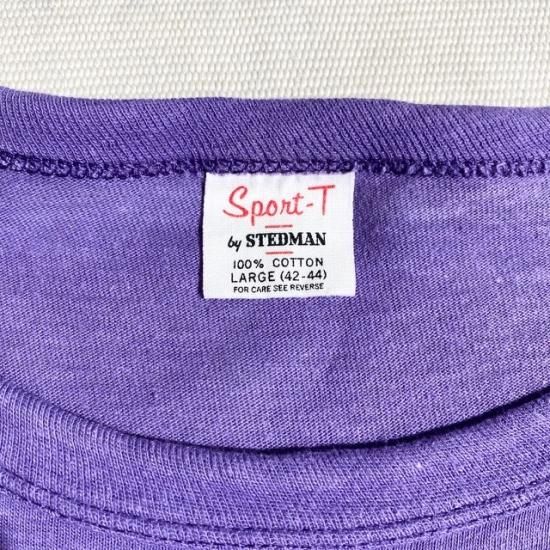 Sport-T
by STEDMAN
100% COTTON
LARGE (42-44)
FOR CARE SEE REVERSE